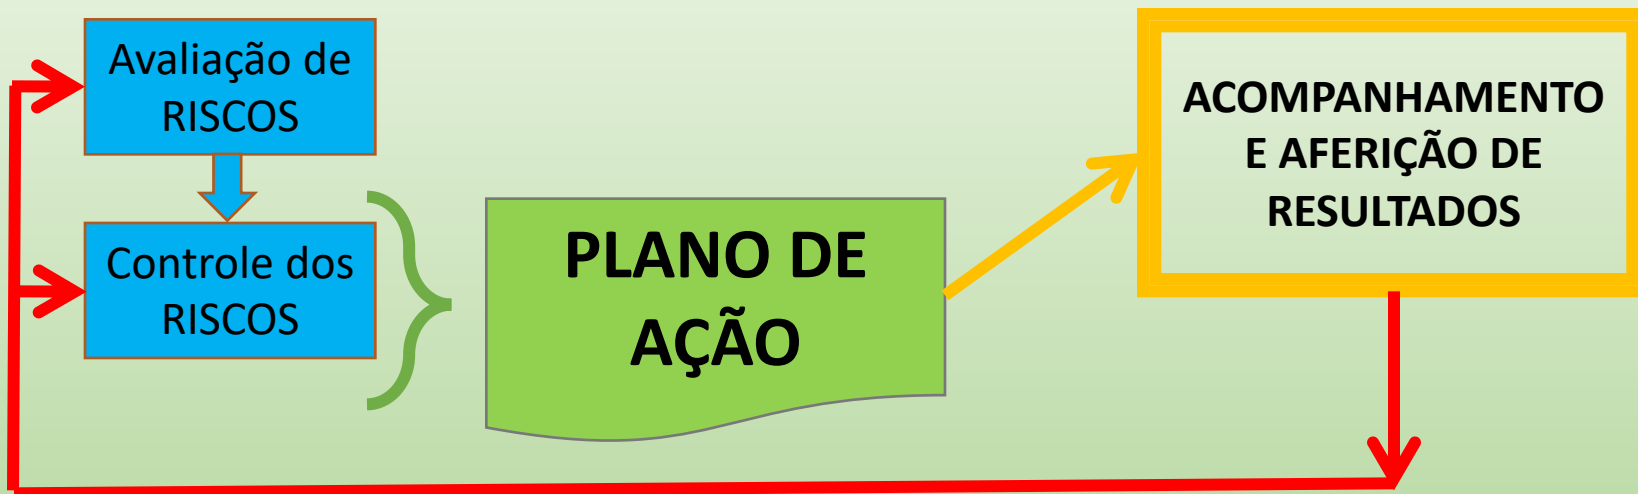 Avaliação de
RISCOS
Controle dos
RISCOS
PLANO DE
AÇÃO
ACOMPANHAMENTO
E AFERIÇÃO DE
RESULTADOS